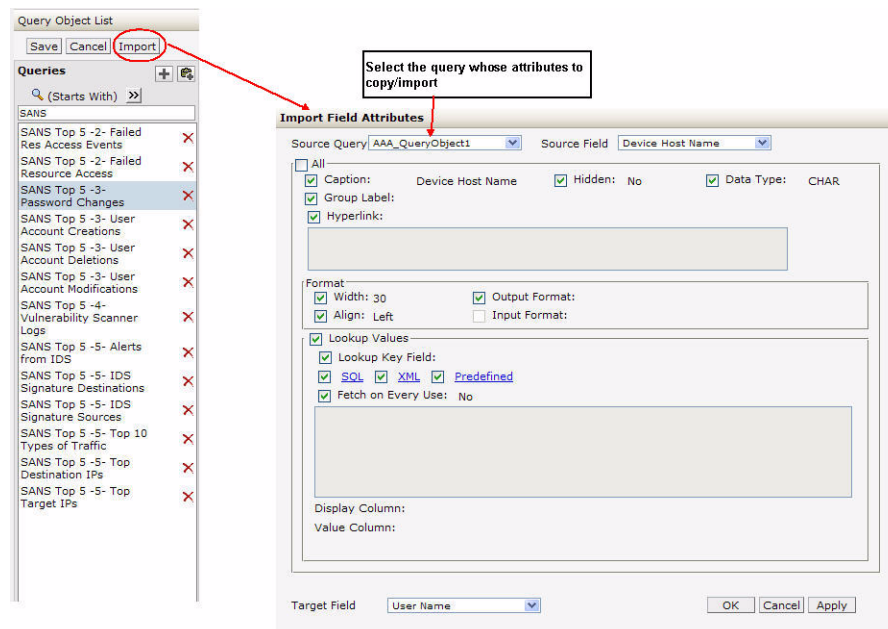 Query Object List
Save Cancel Import
Queries
(Starts With) >>
SANS
SANS Top 5 -2- Failed
Res Access Events
SANS Top 5 -2- Failed
Resource Access
SANS Top 5 -3-
Password Changes
SANS Top 5 -3- User
Account Creations
SANS Top 5 -3- User
Account Deletions
SANS Top 5 -3- User
Account Modifications
SANS Top 5 -4-
Vulnerability Scanner
Logs
SANS Top 5 -5- Alerts
from IDS
SANS Top 5 -5- IDS
Signature Destinations
SANS Top 5 -5- IDS
Signature Sources
SANS Top 5 -5- Top 10
Types of Traffic
SANS Top 5 -5- Top
Destination IPs
SANS Top 5 -5- Top
Target IPs
Select the query whose attributes to
copy/import
Import Field Attributes
Source Query AAA_QueryObject1 Source Field Device Host Name
All
Caption: Device Host Name Hidden: No Data Type: CHAR
Group Label:
Hyperlink:
Format
Width: 30 Output Format:
Align: Left Input Format:
Lookup Values
Lookup Key Field:
SQL XML Predefined
Fetch on Every Use: No
Display Column:
Value Column:
Target Field User Name OK Cancel Apply